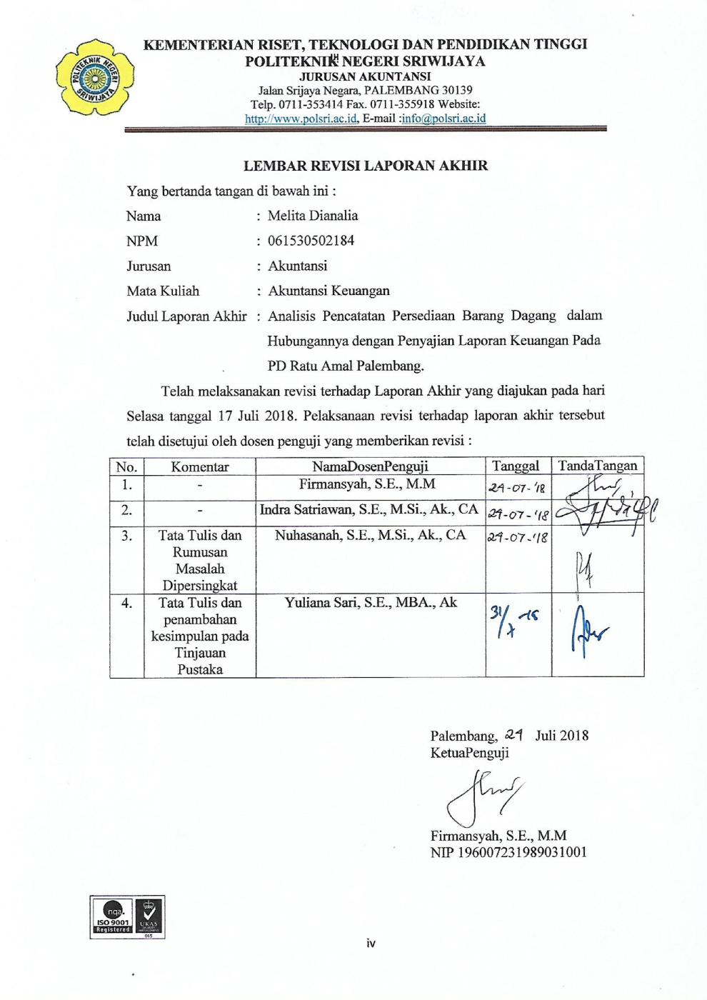 KEMENTERIAN RISET, TEKNOLOGI DAN PENDIDIKAN TINGGI
POLITEKNIK NEGERI SRIWIJAYA
JURUSAN AKUNTANSI
Jalan Srijaya Negara, PALEMBANG 30139
Telp. 0711-353414 Fax. 0711-355918 Website:
http://www.polsri.ac.id, E-mail :info@polsri.ac.id
POLITEKNIK NEGERI
SRIWIJAYA
LEMBAR REVISI LAPORAN AKHIR
Yang bertanda tangan di bawah ini :
Nama : Melita Dianalia
NPM : 061530502184
Jurusan : Akuntansi
Mata Kuliah : Akuntansi Keuangan
Judul Laporan Akhir : Analisis Pencatatan Persediaan Barang Dagang dalam
Hubungannya dengan Penyajian Laporan Keuangan Pada
PD Ratu Amal Palembang.
Telah melaksanakan revisi terhadap Laporan Akhir yang diajukan pada hari
Selasa tanggal 17 Juli 2018. Pelaksanaan revisi terhadap laporan akhir tersebut
telah disetujui oleh dosen penguji yang memberikan revisi :
No. Komentar NamaDosenPenguji Tanggal TandaTangan
1. - Firmansyah, S.E., M.M 29-07-'18
2. - Indra Satriawan, S.E., M.Si., Ak., CA 29-07-'18
3. Tata Tulis dan Nuhasanah, S.E., M.Si., Ak., CA 29-07-'18
Rumusan
Masalah
Dipersingkat
4. Tata Tulis dan Yuliana Sari, S.E., MBA., Ak 31/7-18
penambahan
kesimpulan pada
Tinjauan
Pustaka
Palembang, 29 Juli 2018
KetuaPenguji
Firmansyah, S.E., M.M
NIP 196007231989031001
nqa.
ISO 9001
Registered
UKAS
QUALITY
MANAGEMENT
015
iv